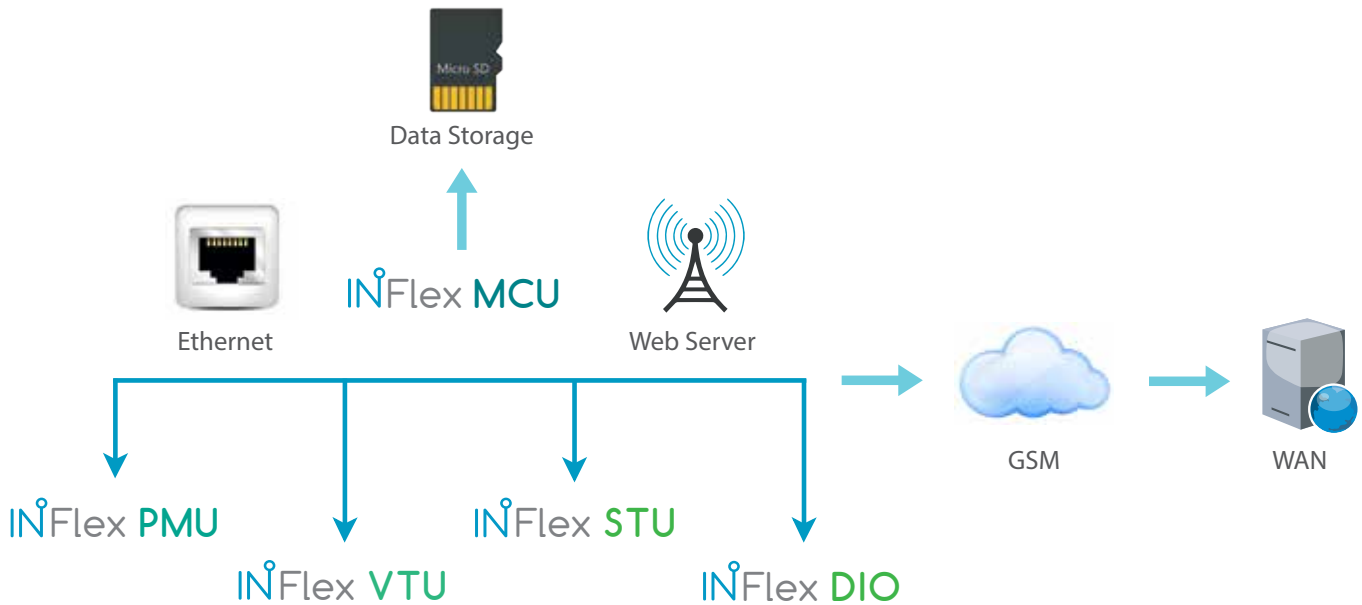 Micro SD
Data Storage
INFlex MCU
Ethernet
Web Server
GSM
WAN
INFlex PMU
INFlex STU
INFlex VTU
INFlex DIO